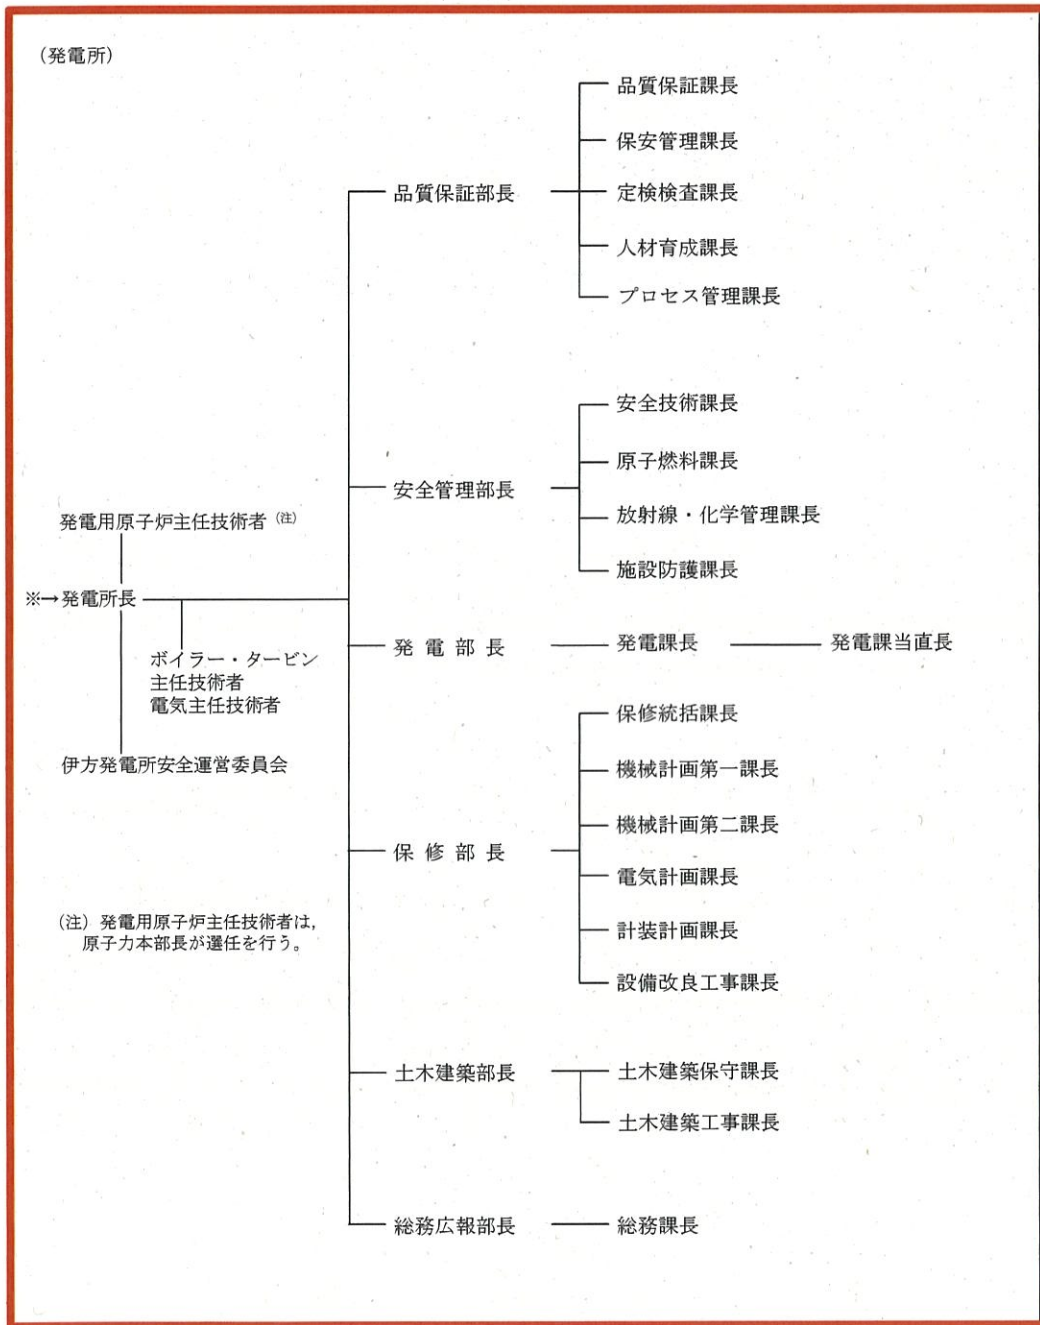 (発電所)
品質保証課長
保安管理課長
品質保証部長
定検検査課長
人材育成課長
プロセス管理課長
安全技術課長
原子燃料課長
安全管理部長
放射線・化学管理課長
施設防護課長
発電用原子炉主任技術者 (注)
※→発電所長
ボイラー・タービン
主任技術者
電気主任技術者
伊方発電所安全運営委員会
発電部長
発電課長
発電課当直長
保修統括課長
機械計画第一課長
機械計画第二課長
保修部長
電気計画課長
計装計画課長
設備改良工事課長
(注) 発電用原子炉主任技術者は,
原子力本部長が選任を行う。
土木建築部長
土木建築保守課長
土木建築工事課長
総務広報部長
総務課長